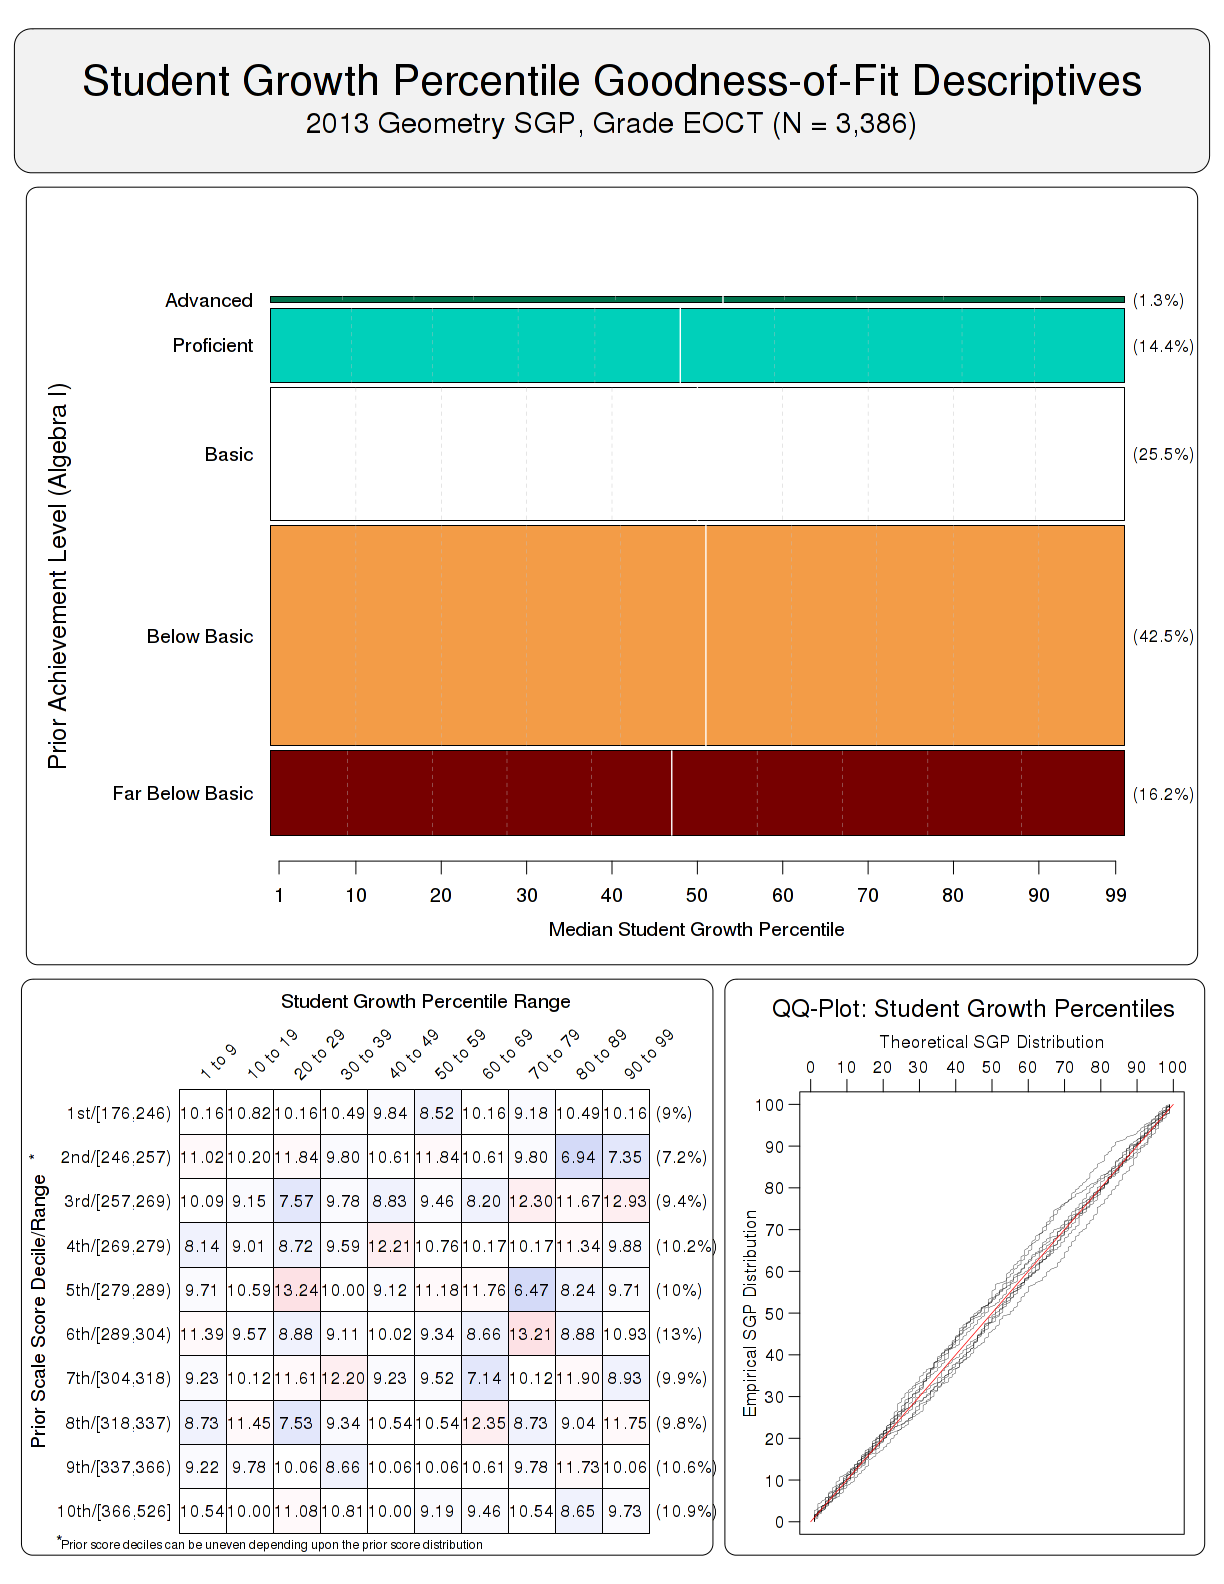 Student Growth Percentile Goodness-of-Fit Descriptives
2013 Geometry SGP, Grade EOCT (N = 3,386)
Prior Achievement Level (Algebra I)
Advanced (1.3%)
Proficient (14.4%)
Basic (25.5%)
Below Basic (42.5%)
Far Below Basic (16.2%)
1 10 20 30 40 50 60 70 80 90 99
Median Student Growth Percentile
Student Growth Percentile Range
1 to 9 10 to 19 20 to 29 30 to 39 40 to 49 50 to 59 60 to 69 70 to 79 80 to 89 90 to 99
Prior Scale Score Decile/Range *
1st/[176,246) 10.16 10.82 10.16 10.49 9.84 8.52 10.16 9.18 10.49 10.16 (9%)
2nd/[246,257) 11.02 10.20 11.84 9.80 10.61 11.84 10.61 9.80 6.94 7.35 (7.2%)
3rd/[257,269) 10.09 9.15 7.57 9.78 8.83 9.46 8.20 12.30 11.67 12.93 (9.4%)
4th/[269,279) 8.14 9.01 8.72 9.59 12.21 10.76 10.17 10.17 11.34 9.88 (10.2%)
5th/[279,289) 9.71 10.59 13.24 10.00 9.12 11.18 11.76 6.47 8.24 9.71 (10%)
6th/[289,304) 11.39 9.57 8.88 9.11 10.02 9.34 8.66 13.21 8.88 10.93 (13%)
7th/[304,318) 9.23 10.12 11.61 12.20 9.23 9.52 7.14 10.12 11.90 8.93 (9.9%)
8th/[318,337) 8.73 11.45 7.53 9.34 10.54 10.54 12.35 8.73 9.04 11.75 (9.8%)
9th/[337,366) 9.22 9.78 10.06 8.66 10.06 10.06 10.61 9.78 11.73 10.06 (10.6%)
10th/[366,526] 10.54 10.00 11.08 10.81 10.00 9.19 9.46 10.54 8.65 9.73 (10.9%)
*Prior score deciles can be uneven depending upon the prior score distribution
QQ-Plot: Student Growth Percentiles
Theoretical SGP Distribution
0 10 20 30 40 50 60 70 80 90 100
Empirical SGP Distribution
100
90
80
70
60
50
40
30
20
10
0